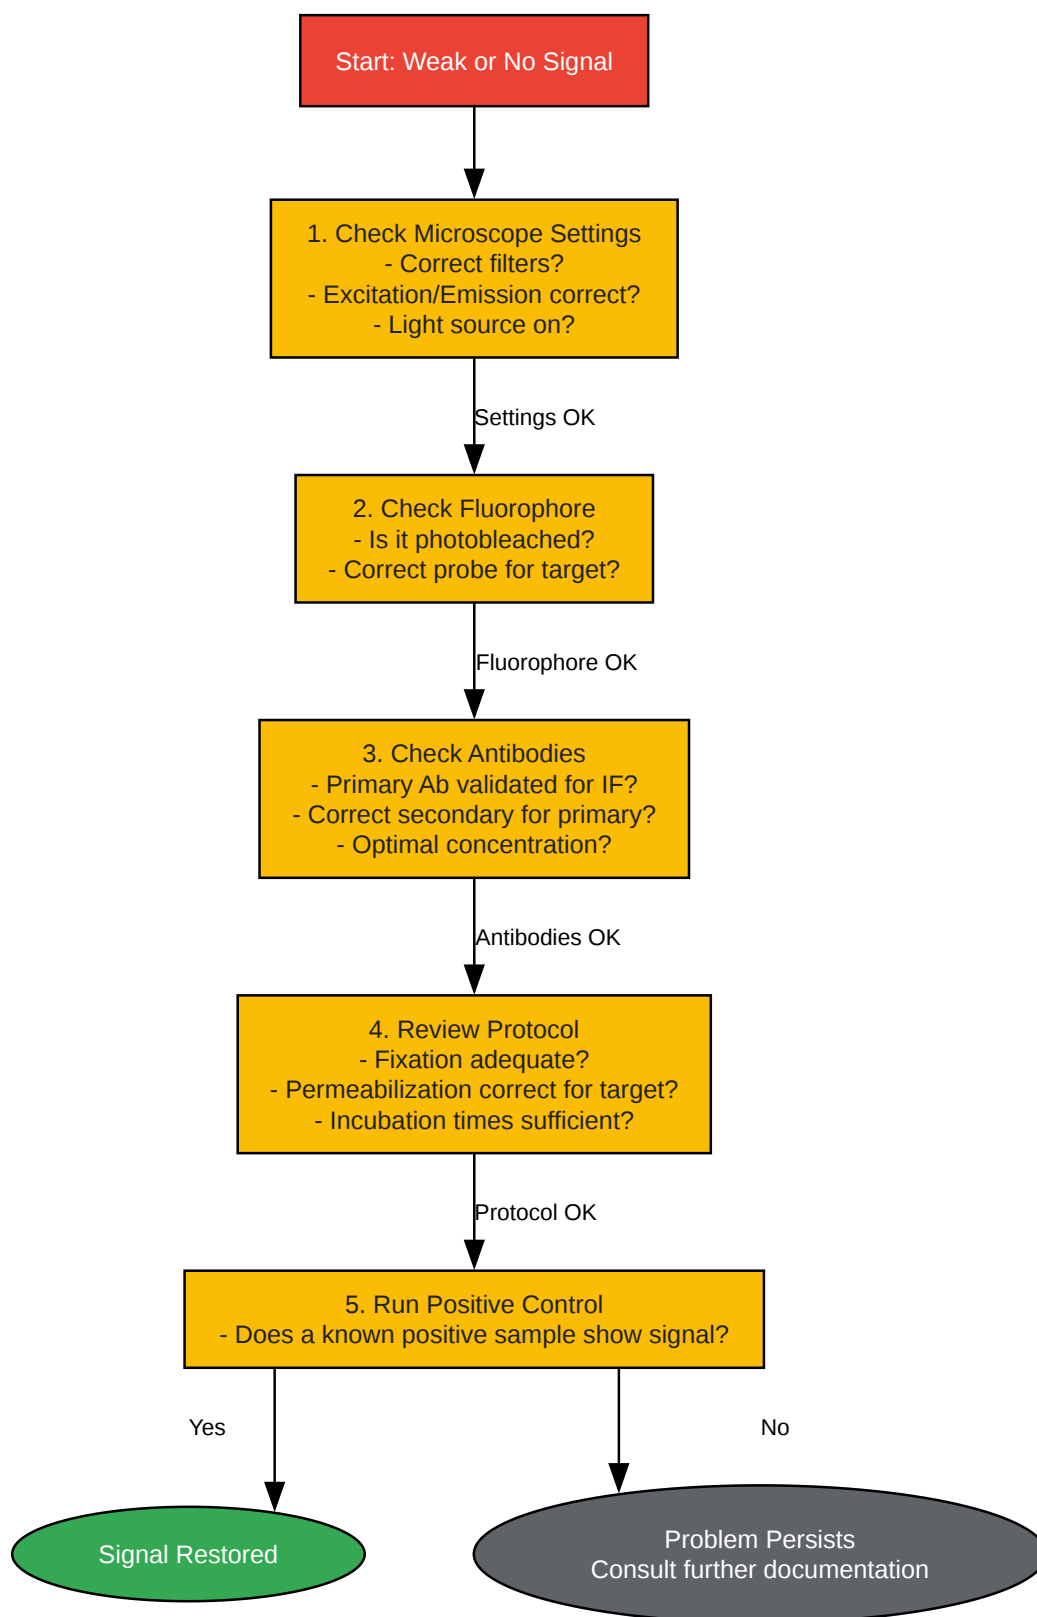 Start: Weak or No Signal
1. Check Microscope Settings
- Correct filters?
- Excitation/Emission correct?
- Light source on?
Settings OK
2. Check Fluorophore
- Is it photobleached?
- Correct probe for target?
Fluorophore OK
3. Check Antibodies
- Primary Ab validated for IF?
- Correct secondary for primary?
- Optimal concentration?
Antibodies OK
4. Review Protocol
- Fixation adequate?
- Permeabilization correct for target?
- Incubation times sufficient?
Protocol OK
5. Run Positive Control
- Does a known positive sample show signal?
Yes
No
Signal Restored
Problem Persists
Consult further documentation